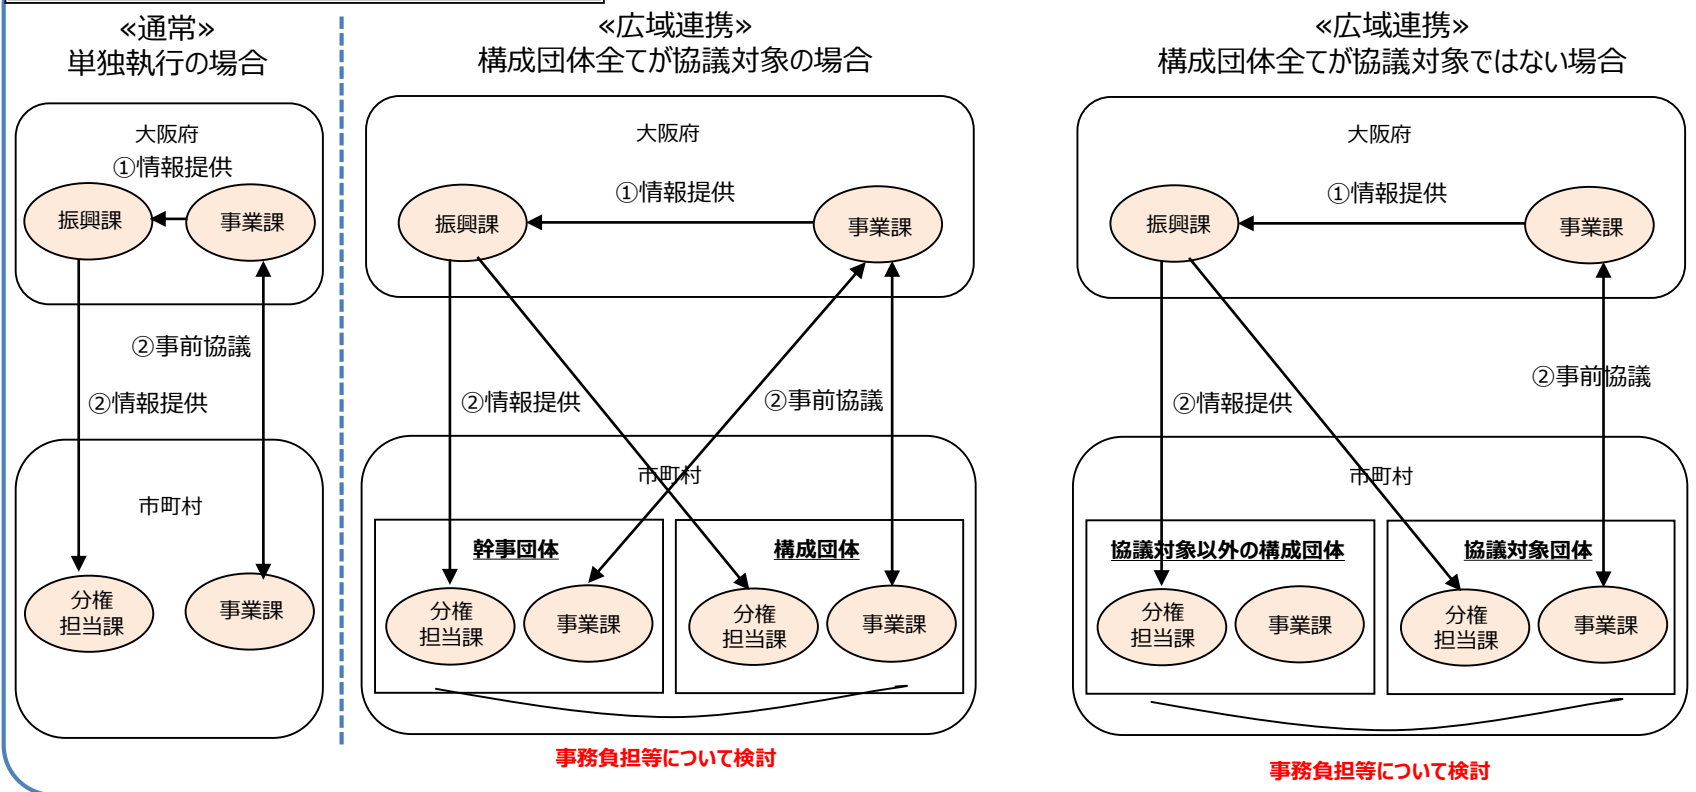 ≪通常≫
単独執行の場合
大阪府
①情報提供
振興課
事業課
②事前協議
②情報提供
市町村
分権
担当課
事業課
≪広域連携≫
構成団体全てが協議対象の場合
大阪府
①情報提供
振興課
事業課
②情報提供
②事前協議
市町村
幹事団体
分権
担当課
事業課
構成団体
分権
担当課
事業課
事務負担等について検討
≪広域連携≫
構成団体全てが協議対象ではない場合
大阪府
①情報提供
振興課
事業課
②事前協議
②情報提供
市町村
協議対象以外の構成団体
分権
担当課
事業課
協議対象団体
分権
担当課
事業課
事務負担等について検討